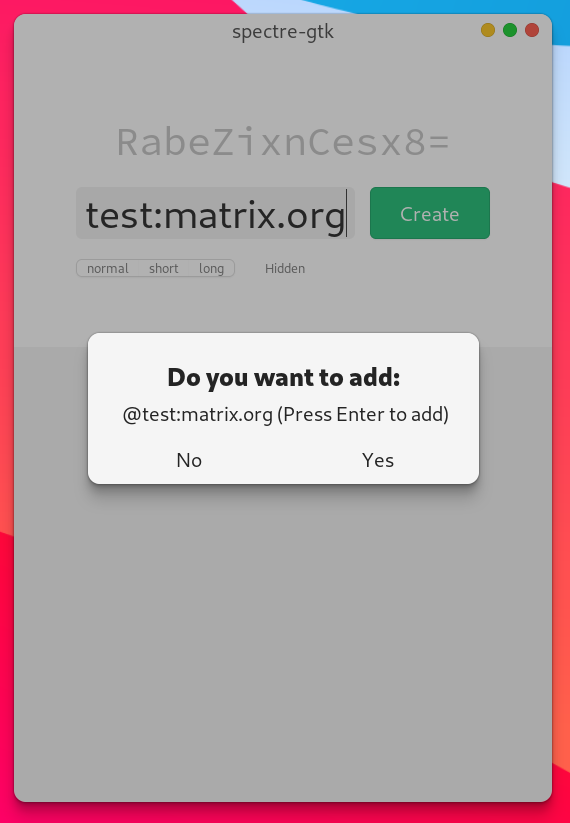 spectre-gtk
RabeZixnCesx8=
test:matrix.org
Create
normal short long Hidden
Do you want to add:
@test:matrix.org (Press Enter to add)
No Yes